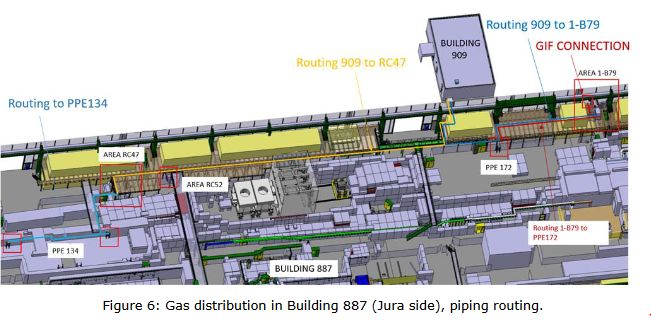 Routing 909 to 1-B79
BUILDING
909
GIF CONNECTION
Routing 909 to RC47
AREA 1-B79
Routing to PPE134
AREA RC47
PPE 172
AREA RC52
Routing 1-B79 to
PPE172
PPE 134
BUILDING 887
Figure 6: Gas distribution in Building 887 (Jura side), piping routing.